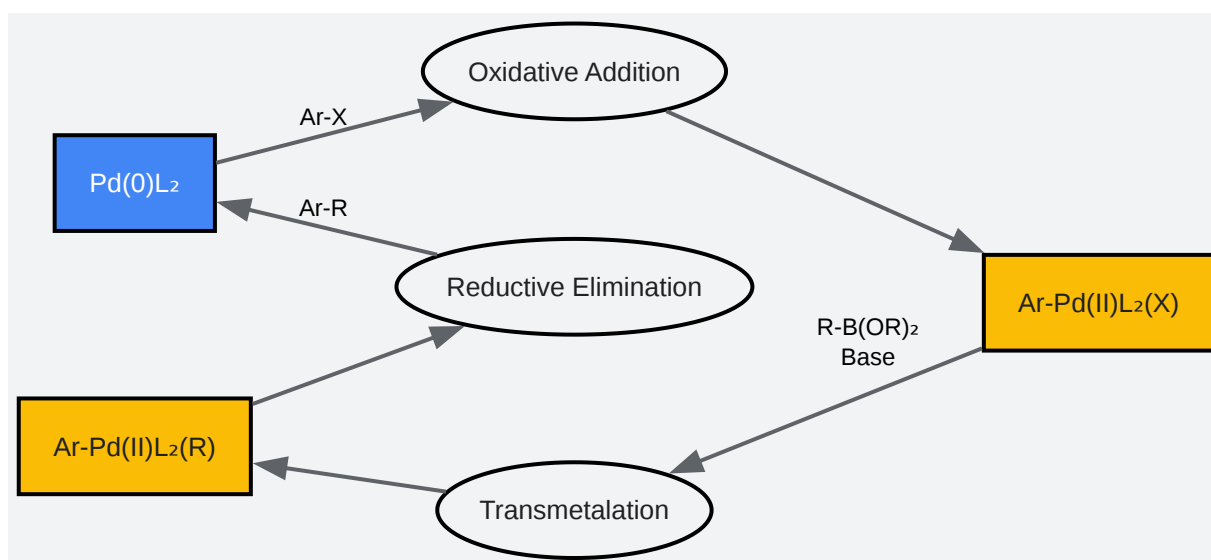 Oxidative Addition
Ar-X
Pd(0)L₂
Ar-R
Reductive Elimination
Ar-Pd(II)L₂(X)
R-B(OR)₂
Base
Ar-Pd(II)L₂(R)
Transmetalation